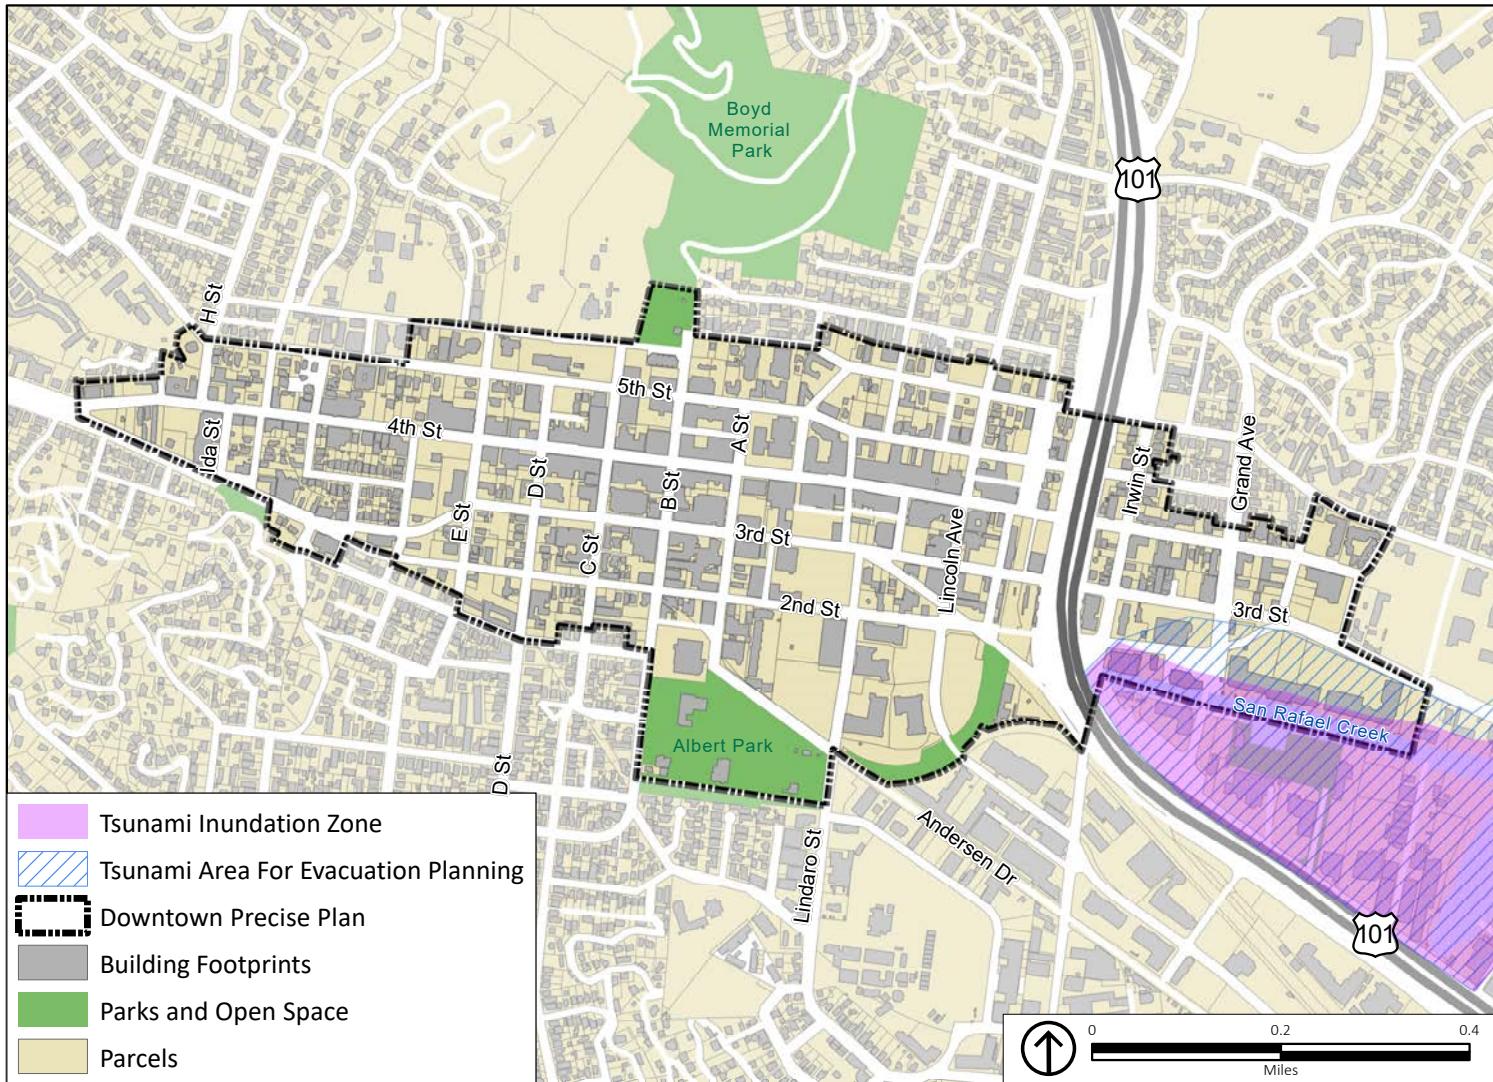 Boyd
Memorial
Park
101
H St
5th St
4th St
A St
Ida St
Irwin St
Grand Ave
D St
B St
E St
C St
3rd St
Lincoln Ave
2nd St
3rd St
San Rafael Creek
Albert Park
D St
Andersen Dr
Lindaro St
101
Tsunami Inundation Zone
Tsunami Area For Evacuation Planning
Downtown Precise Plan
Building Footprints
Parks and Open Space
Parcels
0 0.2 0.4
Miles